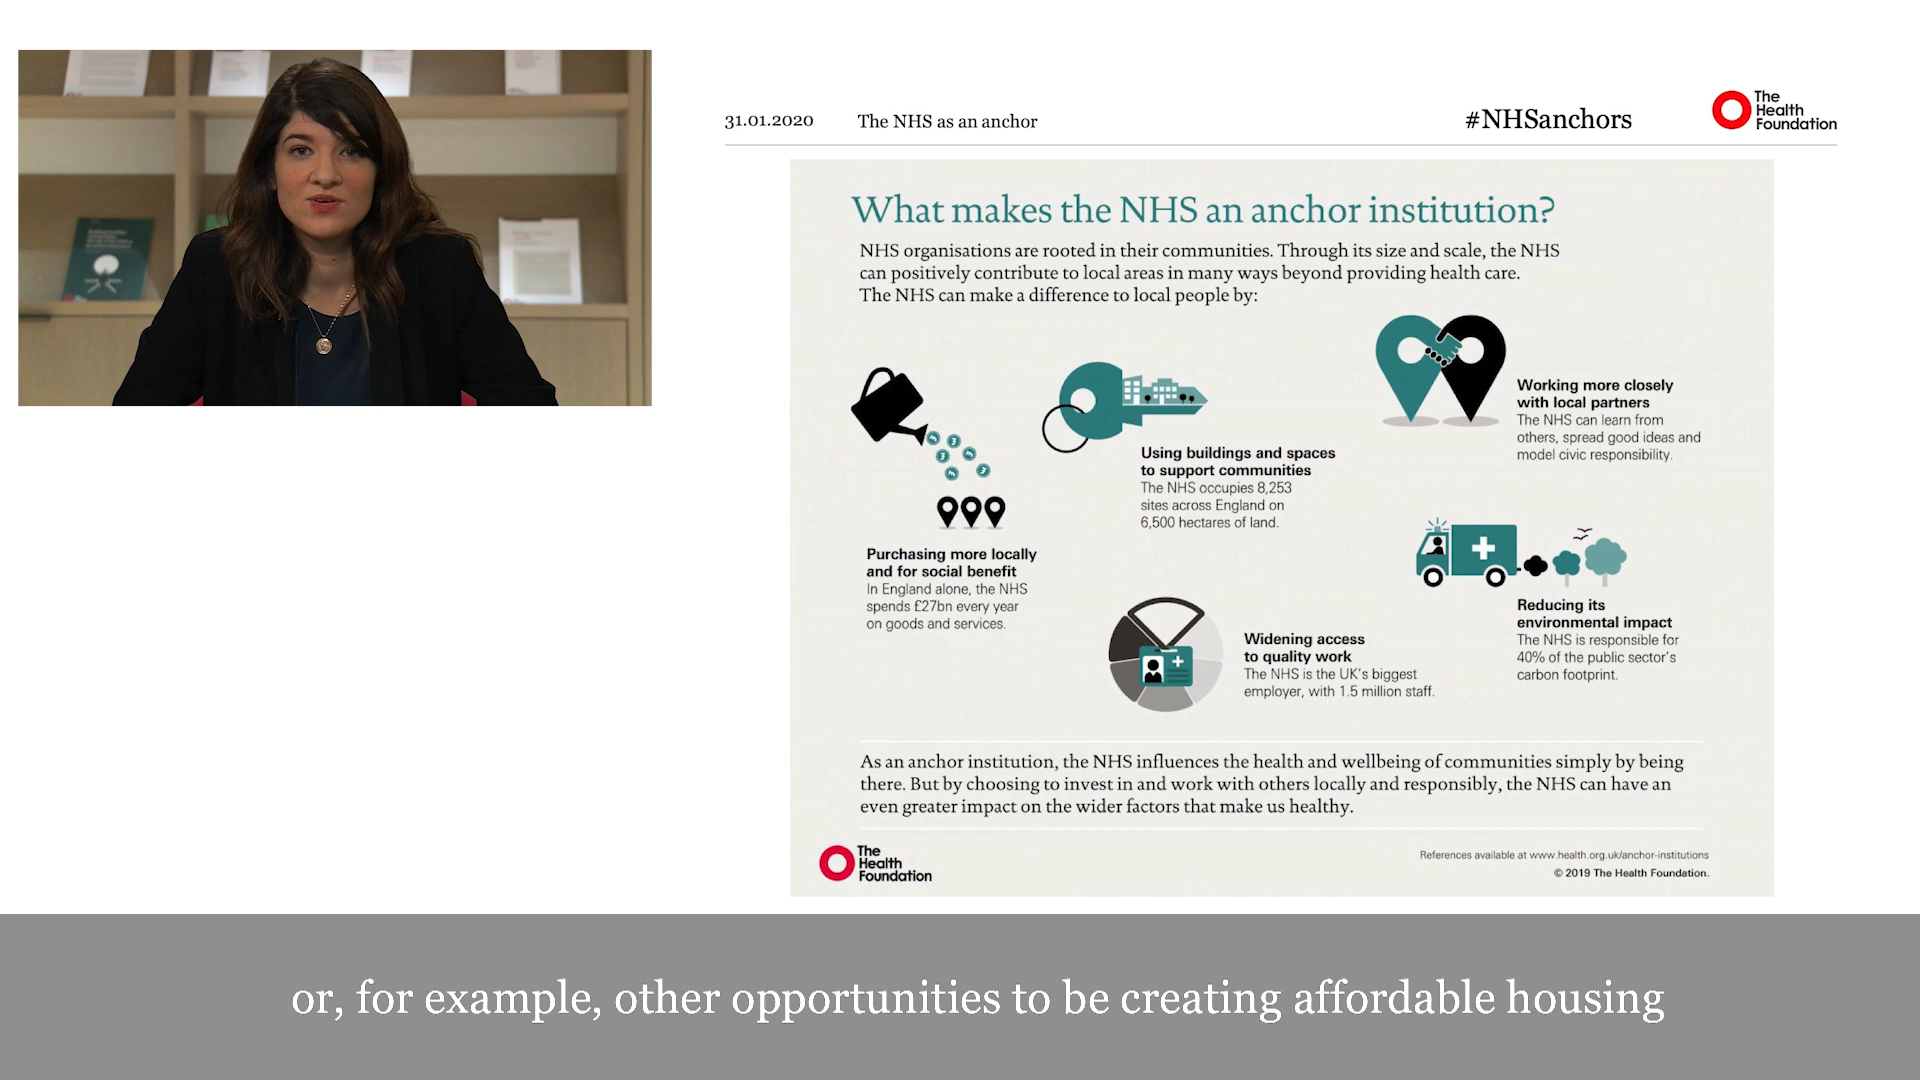 31.01.2020
The NHS as an anchor
#NHSanchors
The
Health
Foundation
What makes the NHS an anchor institution?
NHS organisations are rooted in their communities. Through its size and scale, the NHS
can positively contribute to local areas in many ways beyond providing health care.
The NHS can make a difference to local people by:
Purchasing more locally
and for social benefit
In England alone, the NHS
spends £27bn every year
on goods and services.
Using buildings and spaces
to support communities
The NHS occupies 8,253
sites across England on
6,500 hectares of land.
Working more closely
with local partners
The NHS can learn from
others, spread good ideas and
model civic responsibility.
Widening access
to quality work
The NHS is the UK's biggest
employer, with 1.5 million staff.
Reducing its
environmental impact
The NHS is responsible for
40% of the public sector's
carbon footprint.
As an anchor institution, the NHS influences the health and wellbeing of communities simply by being
there. But by choosing to invest in and work with others locally and responsibly, the NHS can have an
even greater impact on the wider factors that make us healthy.
The
Health
Foundation
References available at www.health.org.uk/anchor-institutions
© 2019 The Health Foundation.
or, for example, other opportunities to be creating affordable housing